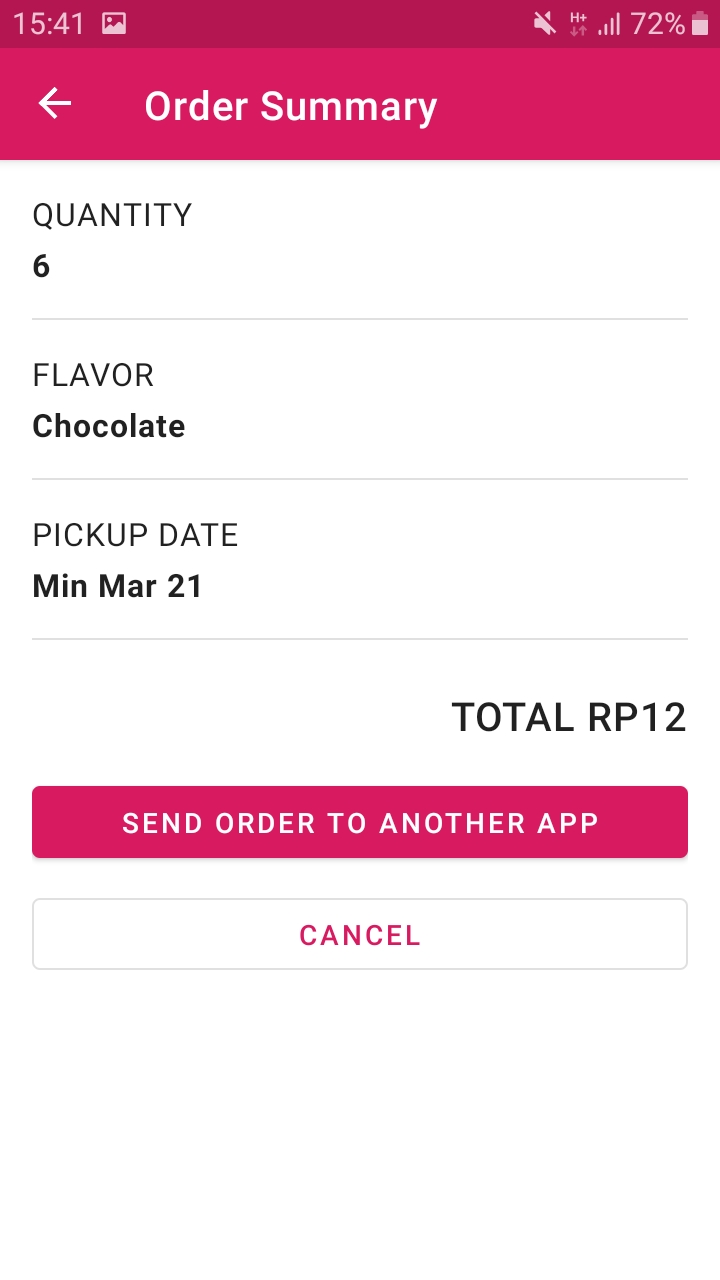 15:41 H+ 72%
Order Summary
QUANTITY
6
FLAVOR
Chocolate
PICKUP DATE
Min Mar 21
TOTAL RP12
SEND ORDER TO ANOTHER APP
CANCEL